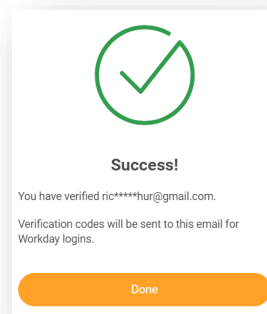 Success!
You have verified ric*****hur@gmail.com.
Verification codes will be sent to this email for
Workday logins.
Done